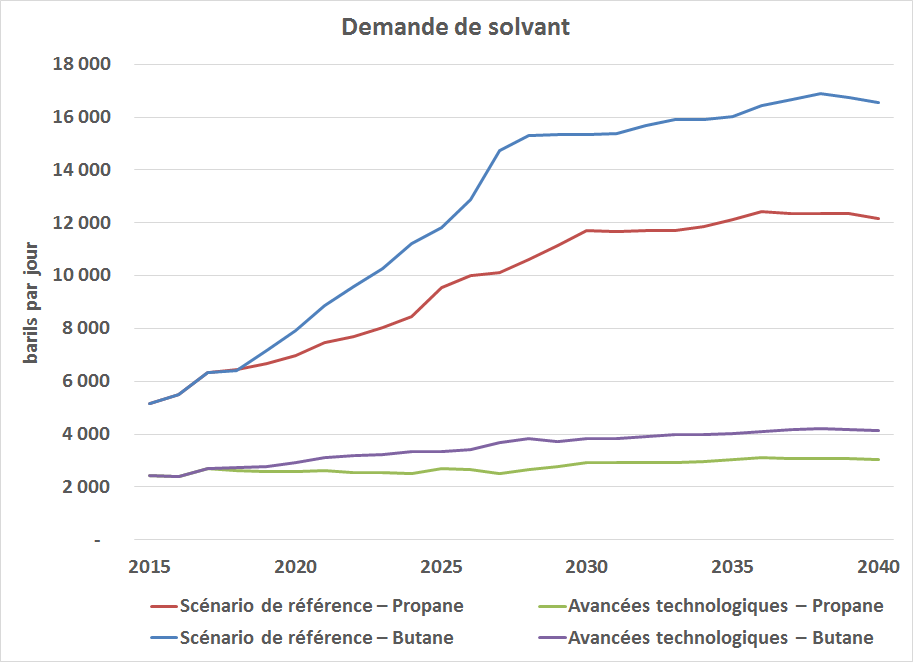 Demande de solvant
18 000
16 000
14 000
12 000
10 000
8 000
6 000
4 000
2 000
-
barils par jour
2015 2020 2025 2030 2035 2040
Scénario de référence – Propane Avancées technologiques – Propane
Scénario de référence – Butane Avancées technologiques – Butane